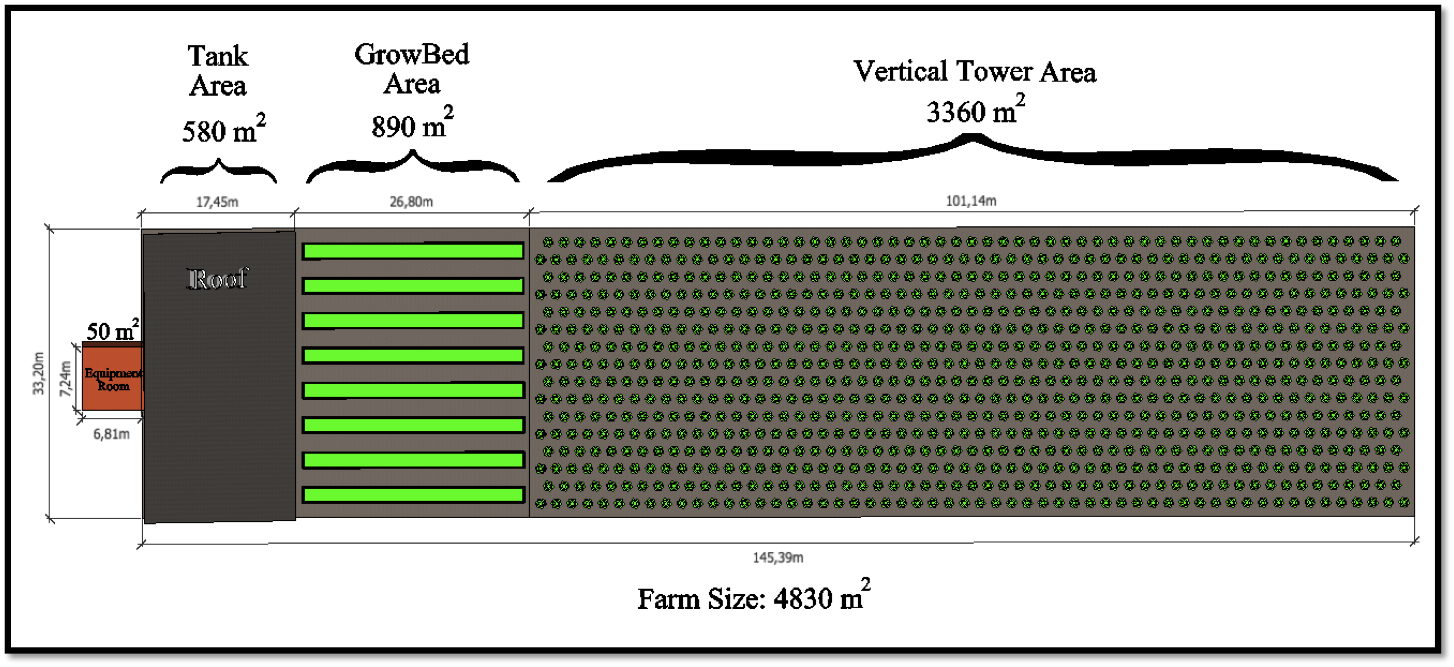 Tank
Area
580 m²
GrowBed
Area
890 m²
Vertical Tower Area
3360 m²
17,45m
26,80m
101,14m
Roof
50 m²
Equipment
Room
33,20m
7,24m
6,81m
145,39m
Farm Size: 4830 m²